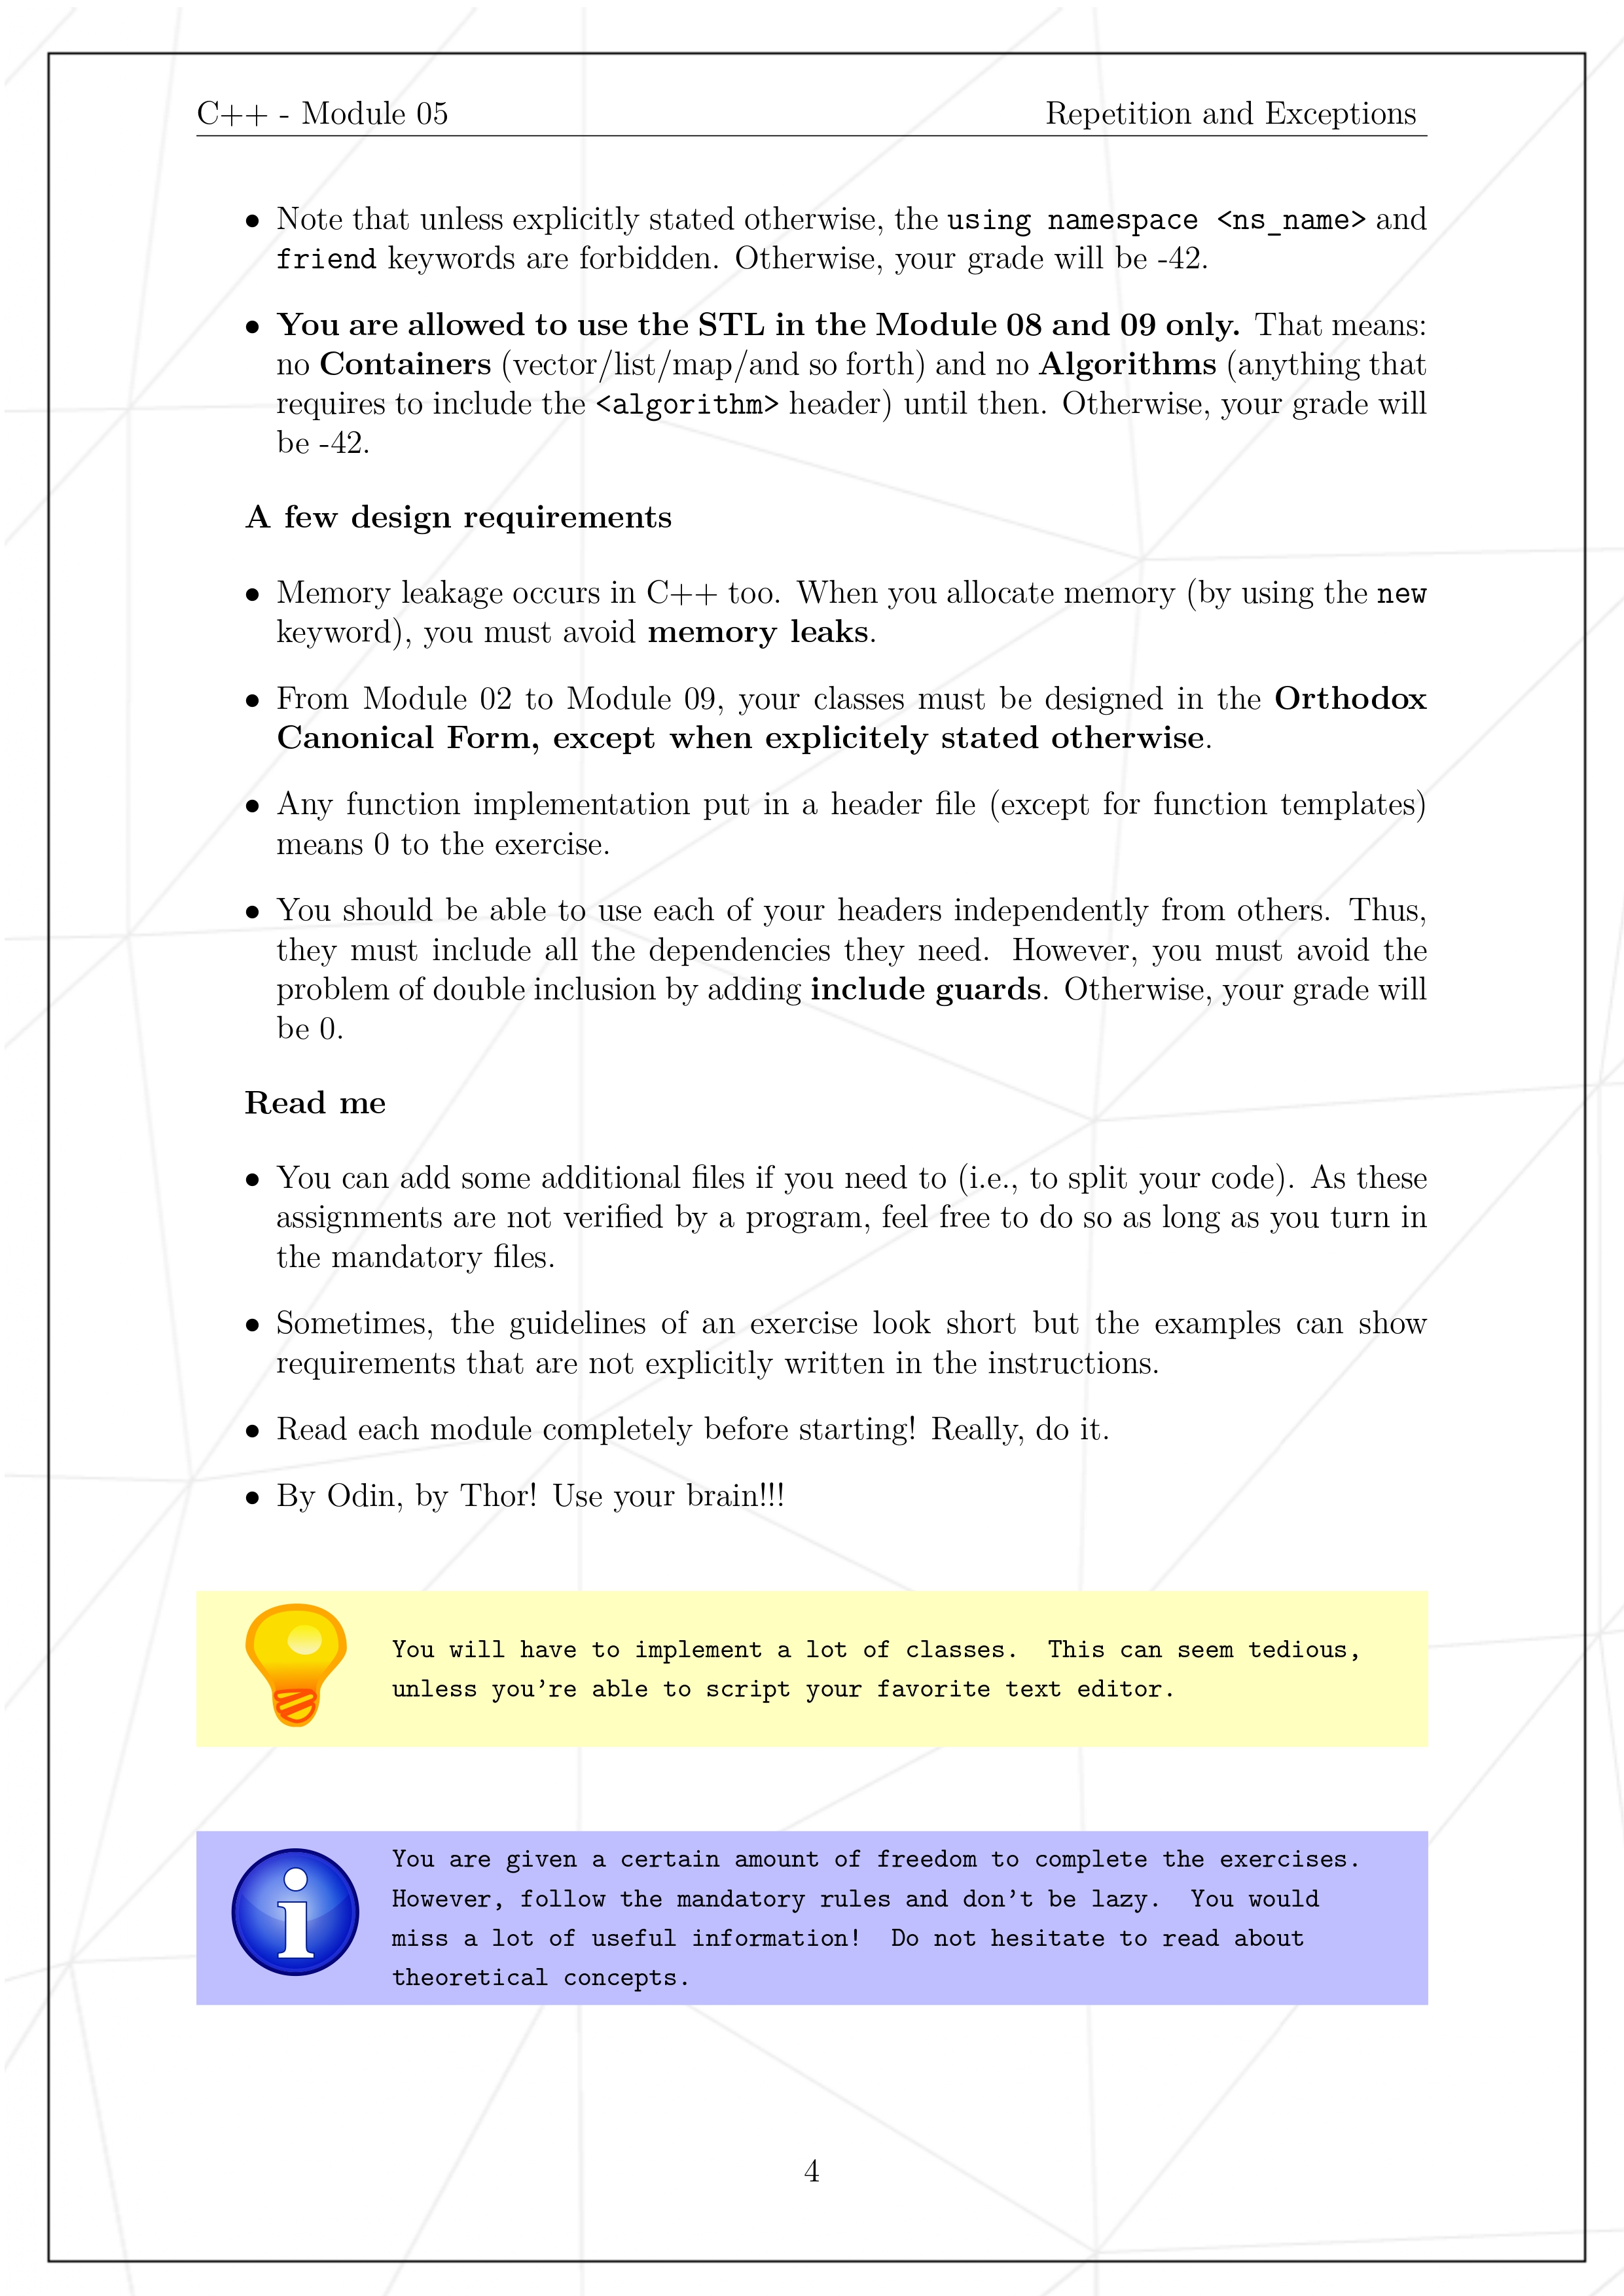 C++ - Module 05 Repetition and Exceptions
• Note that unless explicitly stated otherwise, the using namespace <ns_name> and
friend keywords are forbidden. Otherwise, your grade will be -42.
• You are allowed to use the STL in the Module 08 and 09 only. That means:
no Containers (vector/list/map/and so forth) and no Algorithms (anything that
requires to include the <algorithm> header) until then. Otherwise, your grade will
be -42.
A few design requirements
• Memory leakage occurs in C++ too. When you allocate memory (by using the new
keyword), you must avoid memory leaks.
• From Module 02 to Module 09, your classes must be designed in the Orthodox
Canonical Form, except when explicitely stated otherwise.
• Any function implementation put in a header file (except for function templates)
means 0 to the exercise.
• You should be able to use each of your headers independently from others. Thus,
they must include all the dependencies they need. However, you must avoid the
problem of double inclusion by adding include guards. Otherwise, your grade will
be 0.
Read me
• You can add some additional files if you need to (i.e., to split your code). As these
assignments are not verified by a program, feel free to do so as long as you turn in
the mandatory files.
• Sometimes, the guidelines of an exercise look short but the examples can show
requirements that are not explicitly written in the instructions.
• Read each module completely before starting! Really, do it.
• By Odin, by Thor! Use your brain!!!
You will have to implement a lot of classes. This can seem tedious,
unless you're able to script your favorite text editor.
You are given a certain amount of freedom to complete the exercises.
However, follow the mandatory rules and don't be lazy. You would
miss a lot of useful information! Do not hesitate to read about
theoretical concepts.
4